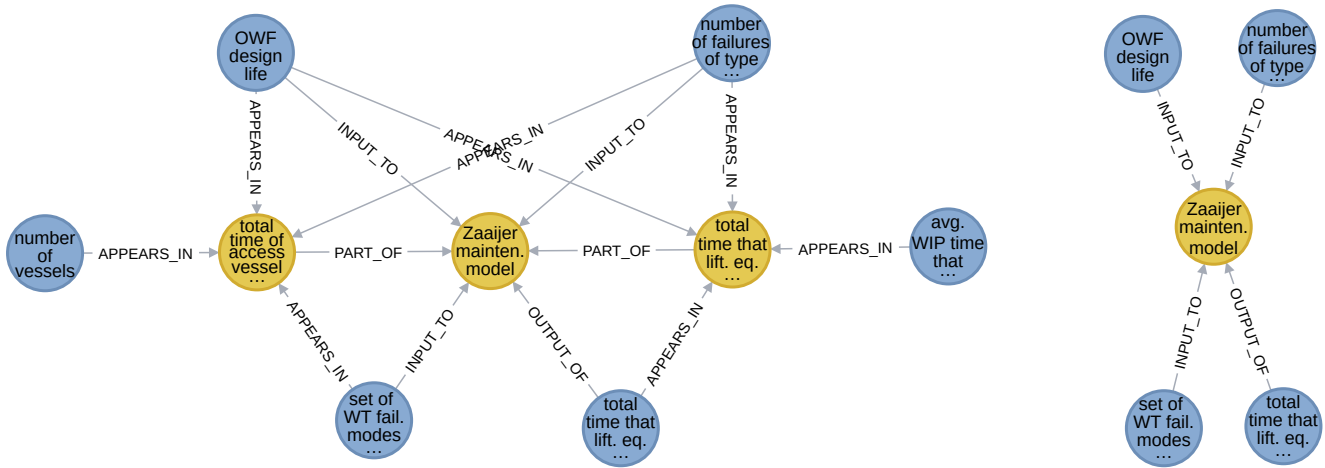 OWF
design
life
number
of failures
of type
...
APPEARS_IN
INPUT_TO
APPEARS_IN
APPEARS_IN
INPUT_TO
APPEARS_IN
number
of
vessels
APPEARS_IN
total
time of
access
vessel
...
PART_OF
Zaaijer
mainten.
model
PART_OF
total
time that
lift. eq.
...
APPEARS_IN
avg.
WIP time
that
...
APPEARS_IN
INPUT_TO
OUTPUT_OF
APPEARS_IN
set of
WT fail.
modes
...
total
time that
lift. eq.
...
OWF
design
life
number
of failures
of type
...
INPUT_TO
INPUT_TO
Zaaijer
mainten.
model
INPUT_TO
OUTPUT_OF
set of
WT fail.
modes
...
total
time that
lift. eq.
...